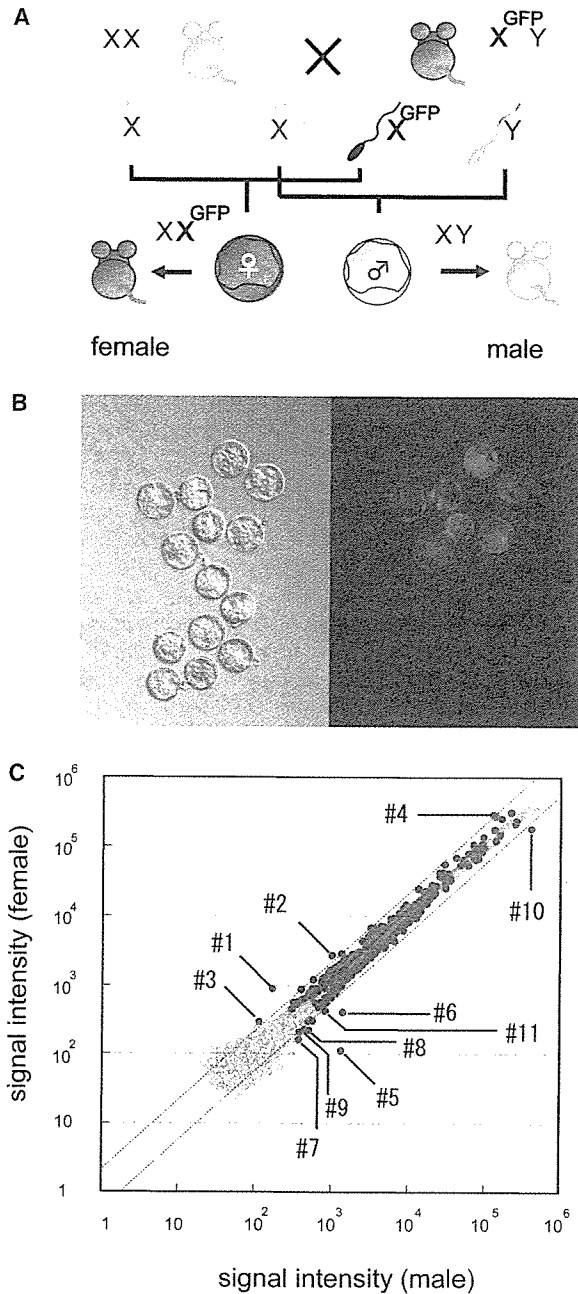 A
XX
X GFP Y
X
X
X GFP
Y
XX GFP
♀
♂
XY
female
male
B
C
signal intensity (female)
10^6
10^5
10^4
10^3
10^2
10
1
#4
#2
#10
#1
#3
#6
#11
#8
#5
#9
#7
1
10
10^2
10^3
10^4
10^5
10^6
signal intensity (male)